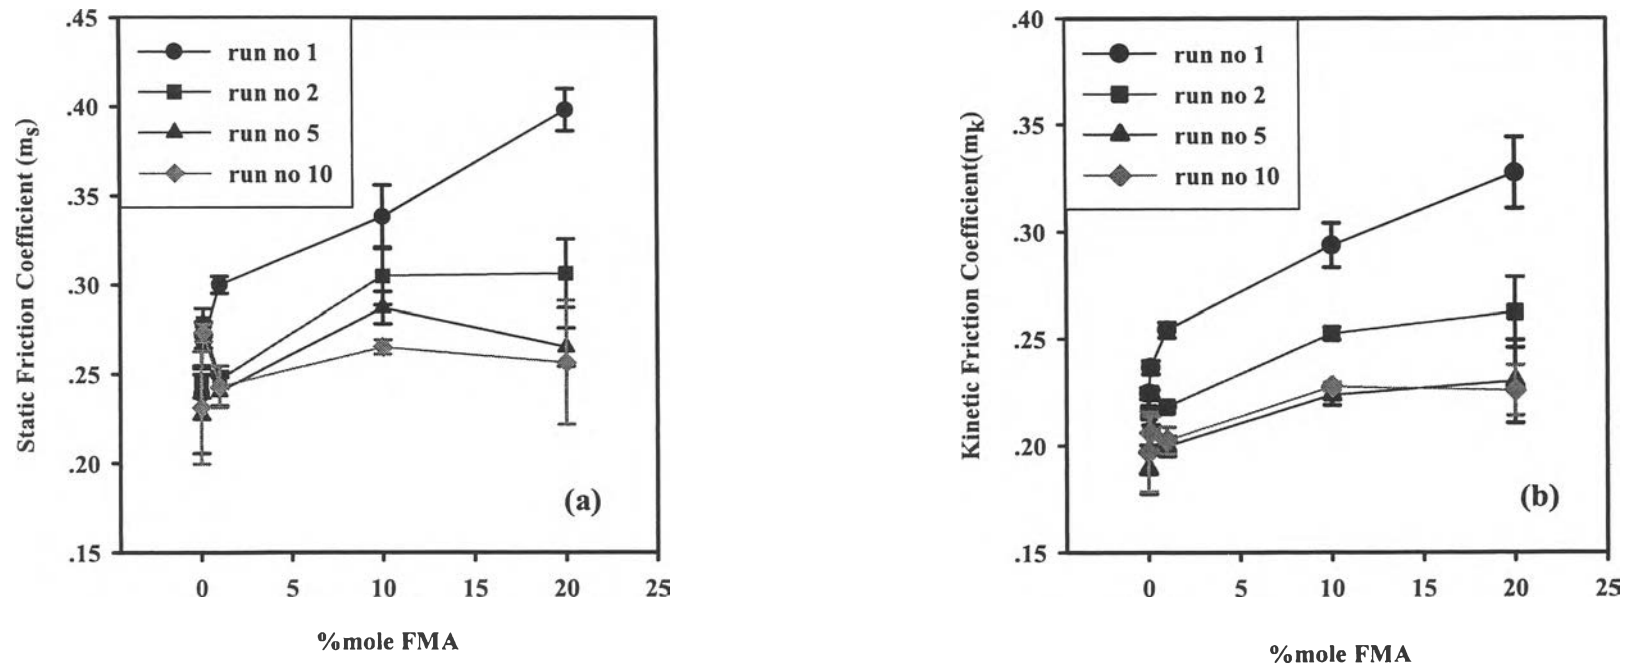 .45
.40
.35
.30
.25
.20
.15
Static Friction Coefficient (ms)
run no 1
run no 2
run no 5
run no 10
(a)
0 5 10 15 20 25
%mole FMA
.40
.35
.30
.25
.20
.15
Kinetic Friction Coefficient(mk)
run no 1
run no 2
run no 5
run no 10
(b)
0 5 10 15 20 25
%mole FMA